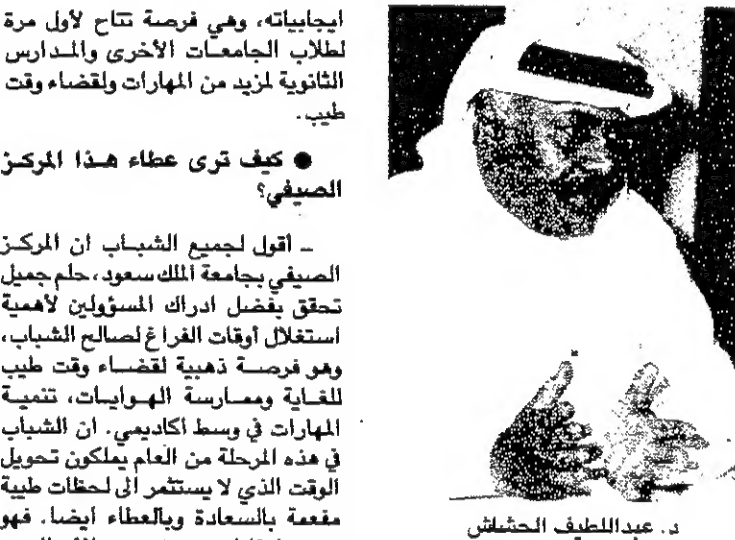 ايجابياته، وهي فرصة تتاح لأول مرة
لطلاب الجامعات الأخرى والمدارس
الثانوية لمزيد من المهارات ولقضاء وقت
طيب.
● كيف ترى عطاء هذا المركز
الصيفي؟
ـ أقول لجميع الشباب ان المركز
الصيفي بجامعة الملك سعود، حلم جميل
تحقق بفضل ادراك المسؤولين لأهمية
استغلال أوقات الفراغ لصالح الشباب،
وهو فرصة ذهبية لقضاء وقت طيب
للغاية وممارسة الهوايات، تنمية
المهارات في وسط اكاديمي. ان الشباب
في هذه المرحلة من العام يملكون تحويل
الوقت الذي لا يستثمر الى لحظات طيبة
مفعمة بالسعادة وبالعطاء أيضا. فهو
د. عبداللطيف الحشاش